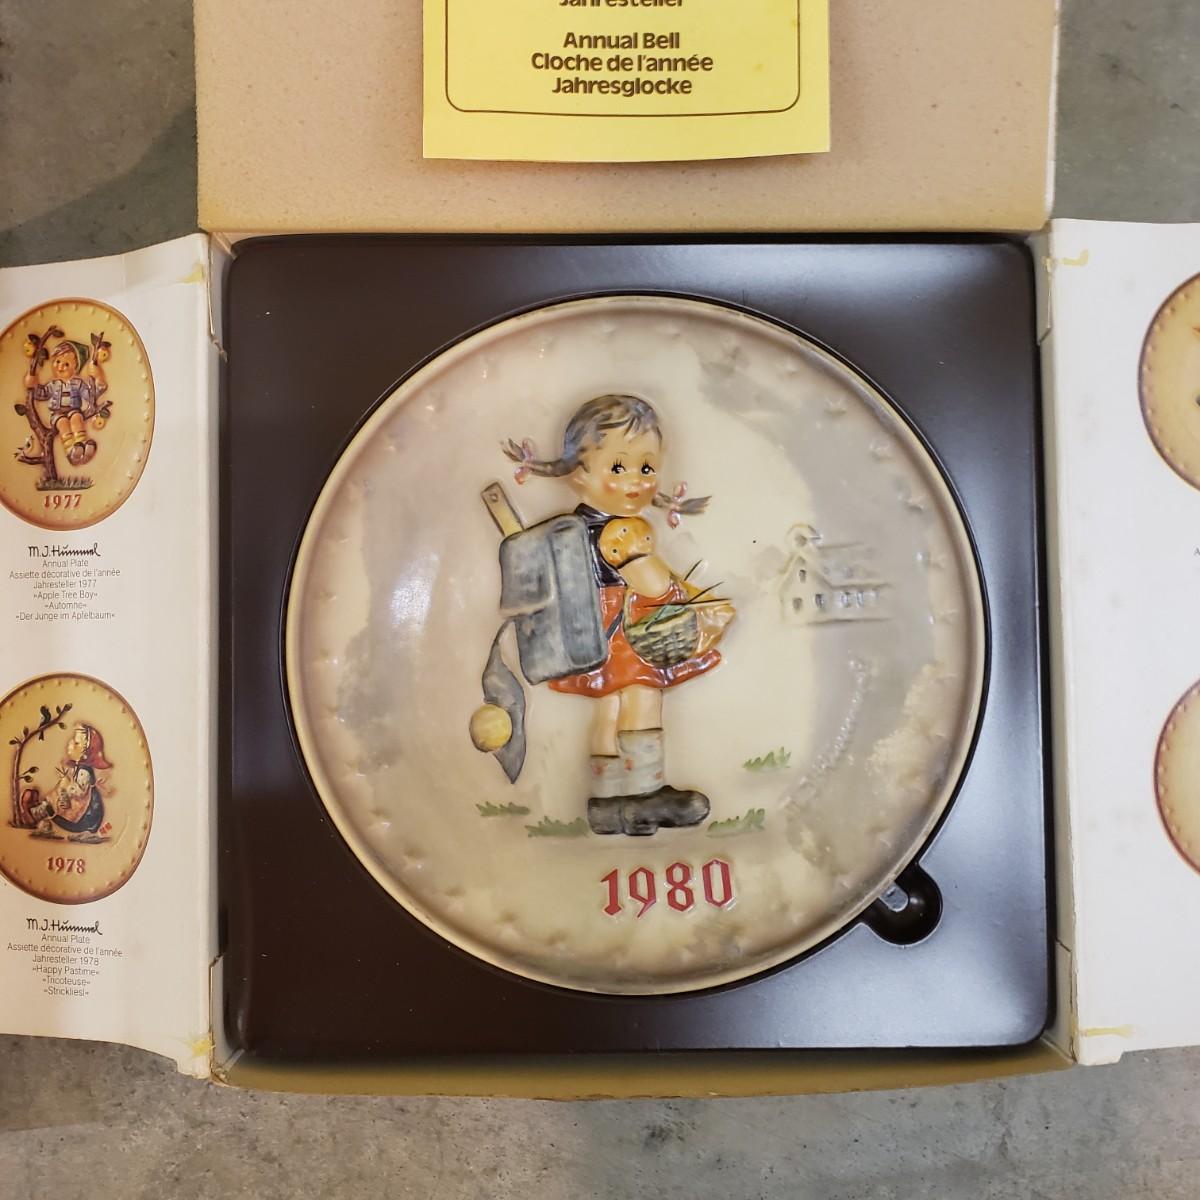 Jahresteller
Annual Bell
Cloche de l'année
Jahresglocke
1977
M.J.Hümmel
Annual Plate
Assiette décorative de l'année
Jahresteller 1977
»Apple Tree Boy«
»Automne«
»Der Junge im Apfelbaum«
1978
M.J.Hümmel
Annual Plate
Assiette décorative de l'année
Jahresteller 1978
»Happy Pastime«
»Tricoteuse«
»Strickliesl«
1980